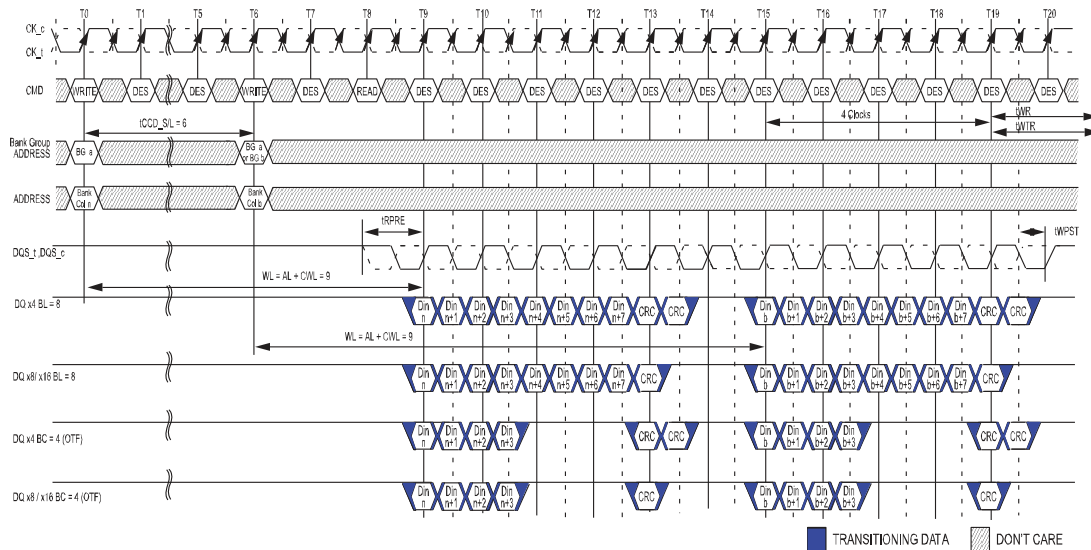 T0 T1 T5 T6 T7 T8 T9 T10 T11 T12 T13 T14 T15 T16 T17 T18 T19 T20
CK_c
CK_t
CMD WRITE DES DES WRITE DES READ DES DES DES DES DES DES DES DES DES DES DES DES
tCCD_S/L = 6 4 Clocks tWR
tWTR
Bank Group
ADDRESS BG a BG a
or BG b
ADDRESS Bank
Col n Bank
Col b
tRPRE tWPST
DQS_t ,DQS_c
WL = AL + CWL = 9
DQ x4 BL = 8 Din
n Din
n+1 Din
n+2 Din
n+3 Din
n+4 Din
n+5 Din
n+6 Din
n+7 CRC CRC Din
b Din
b+1 Din
b+2 Din
b+3 Din
b+4 Din
b+5 Din
b+6 Din
b+7 CRC CRC
WL = AL + CWL = 9
DQ x8/ x16 BL = 8 Din
n Din
n+1 Din
n+2 Din
n+3 Din
n+4 Din
n+5 Din
n+6 Din
n+7 CRC Din
b Din
b+1 Din
b+2 Din
b+3 Din
b+4 Din
b+5 Din
b+6 Din
b+7 CRC
DQ x4 BC = 4 (OTF) Din
n Din
n+1 Din
n+2 Din
n+3 CRC CRC Din
b Din
b+1 Din
b+2 Din
b+3 CRC CRC
DQ x8 / x16 BC = 4 (OTF) Din
n Din
n+1 Din
n+2 Din
n+3 CRC Din
b Din
b+1 Din
b+2 Din
b+3 CRC
TRANSITIONING DATA DON'T CARE